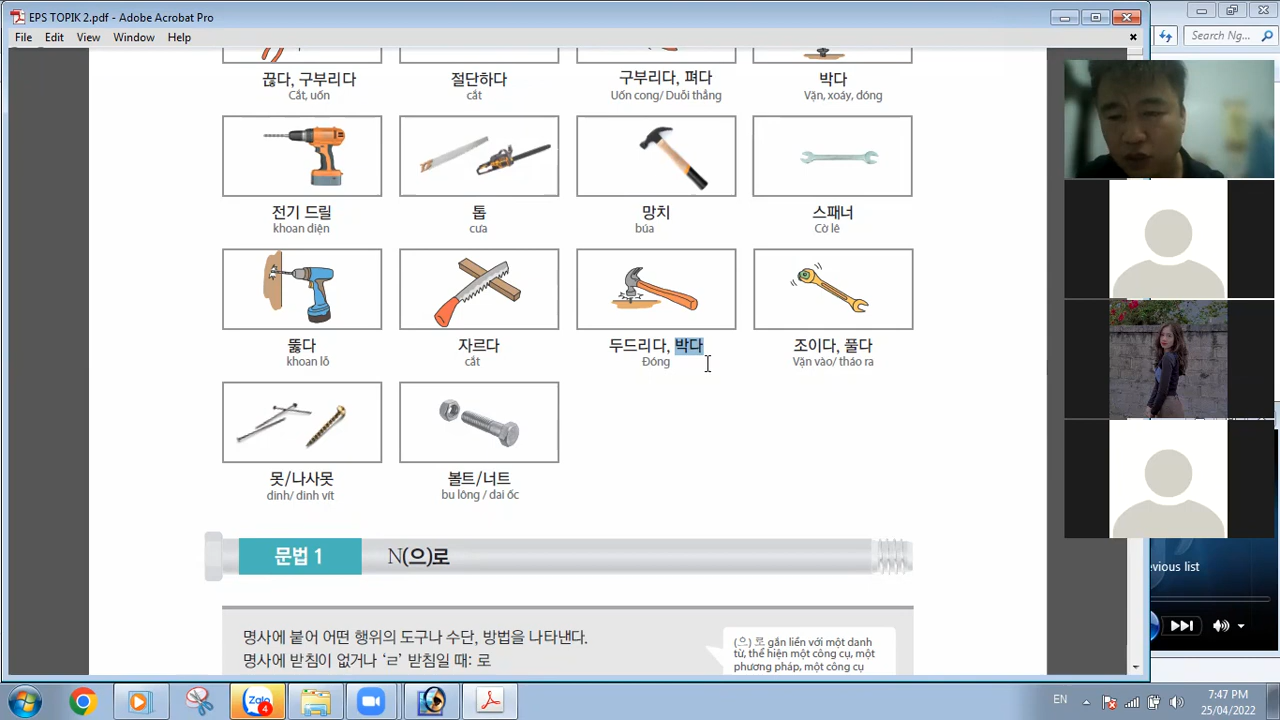 EPS TOPIK 2.pdf - Adobe Acrobat Pro
File Edit View Window Help
Search Ng...
끊다, 구부리다 절단하다 구부리다, 펴다 박다
Cắt, uốn cắt Uốn cong/ Duỗi thẳng Vặn, xoáy, đóng
전기 드릴 톱 망치 스패너
khoan điện cưa búa Cờ lê
뚫다 자르다 두드리다, 박다 조이다, 풀다
khoan lỗ cắt Đóng Vặn vào/ tháo ra
못/나사못 볼트/너트
dinh/ dinh vít bu lông / dai ốc
문법 1 N(으)로
명사에 붙어 어떤 행위의 도구나 수단, 방법을 나타낸다.
명사에 받침이 없거나 ‘ㄹ’ 받침일 때: 로
(으) 로 gắn liền với một danh
từ, thể hiện một công cụ, một
phương pháp, một công cụ
evious list
Zalo
4
EN
7:47 PM
25/04/2022